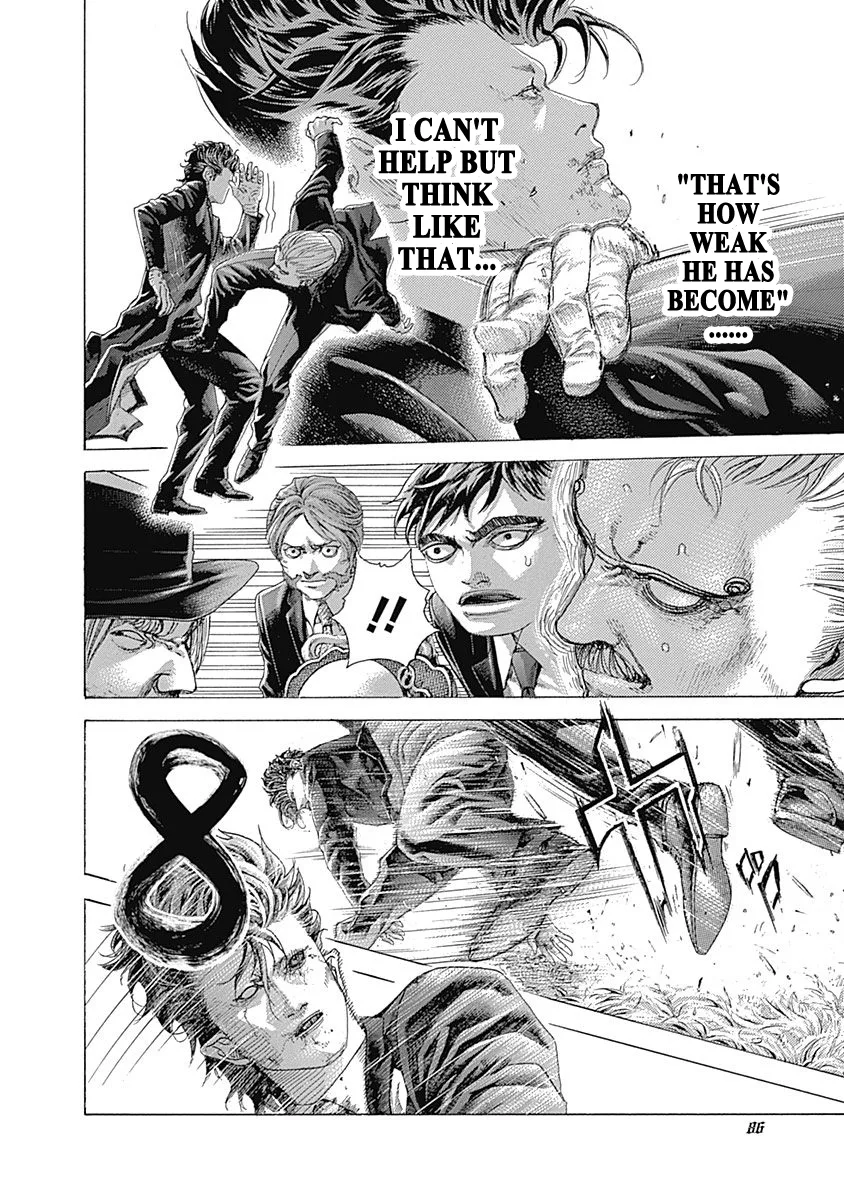 "THAT'S
HOW
WEAK
HE HAS
BECOME"
......
I CAN'T
HELP BUT
THINK
LIKE
THAT...
!!
8
86